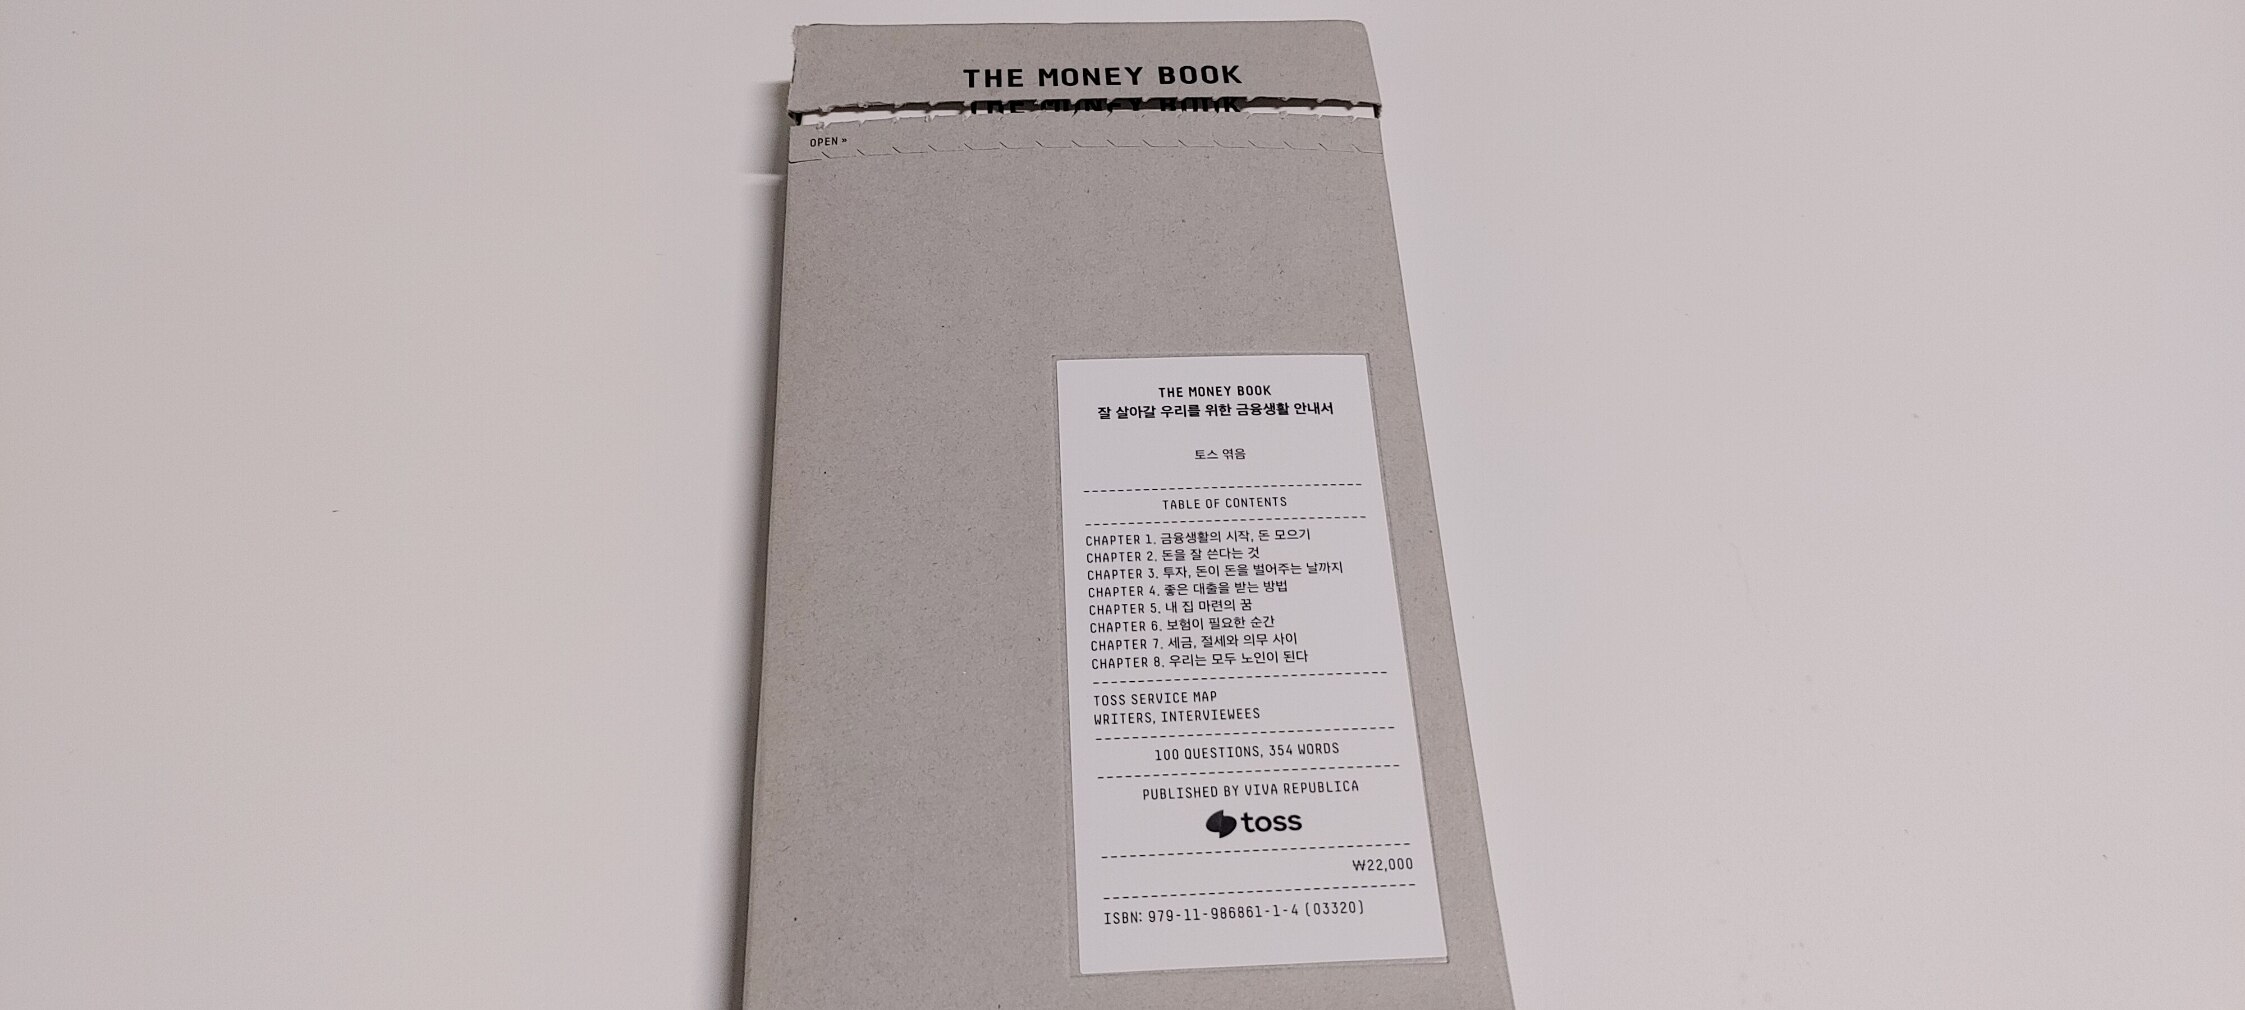 THE MONEY BOOK
THE MONEY BOOK
OPEN »
THE MONEY BOOK
잘 살아갈 우리를 위한 금융생활 안내서
토스 엮음
TABLE OF CONTENTS
CHAPTER 1. 금융생활의 시작, 돈 모으기
CHAPTER 2. 돈을 잘 쓴다는 것
CHAPTER 3. 투자, 돈이 돈을 벌어주는 날까지
CHAPTER 4. 좋은 대출을 받는 방법
CHAPTER 5. 내 집 마련의 꿈
CHAPTER 6. 보험이 필요한 순간
CHAPTER 7. 세금, 절세와 의무 사이
CHAPTER 8. 우리는 모두 노인이 된다
TOSS SERVICE MAP
WRITERS, INTERVIEWEES
100 QUESTIONS, 354 WORDS
PUBLISHED BY VIVA REPUBLICA
toss
₩22,000
ISBN: 979-11-986861-1-4 (03320)